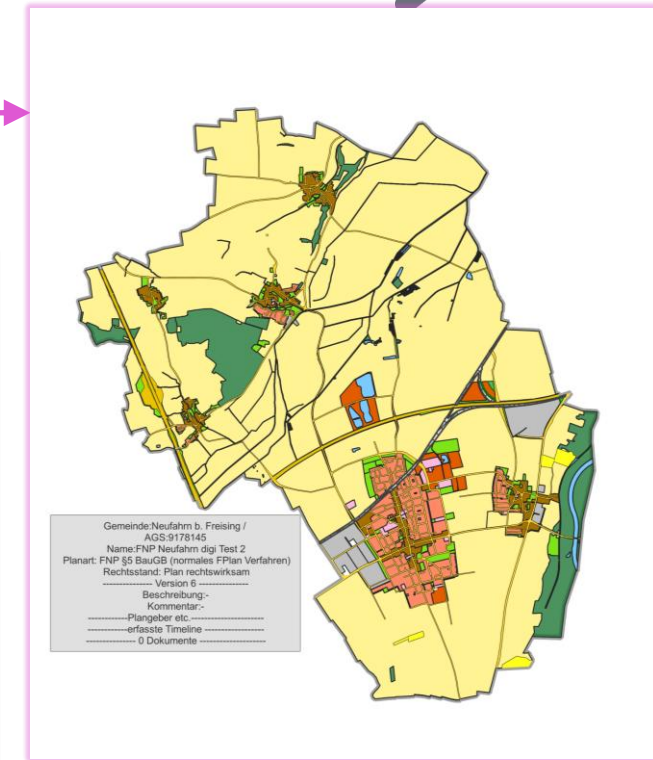 Gemeinde:Neufahrn b. Freising /
AGS:9178145
Name:FNP Neufahrn digi Test 2
Planart: FNP §5 BauGB (normales FPlan Verfahren)
Rechtsstand: Plan rechtswirksam
--------------- Version 6 ---------------
Beschreibung:-
Kommentar:-
------------Plangeber etc.----------------------
------------erfasste Timeline ------------------
--------------- 0 Dokumente --------------------